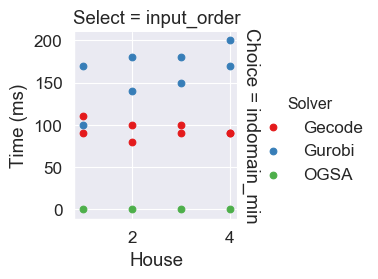 Select = input_order
200
150
100
50
0
Time (ms)
2
4
House
Choice = indomain_min
Solver
Gecode
Gurobi
OGSA